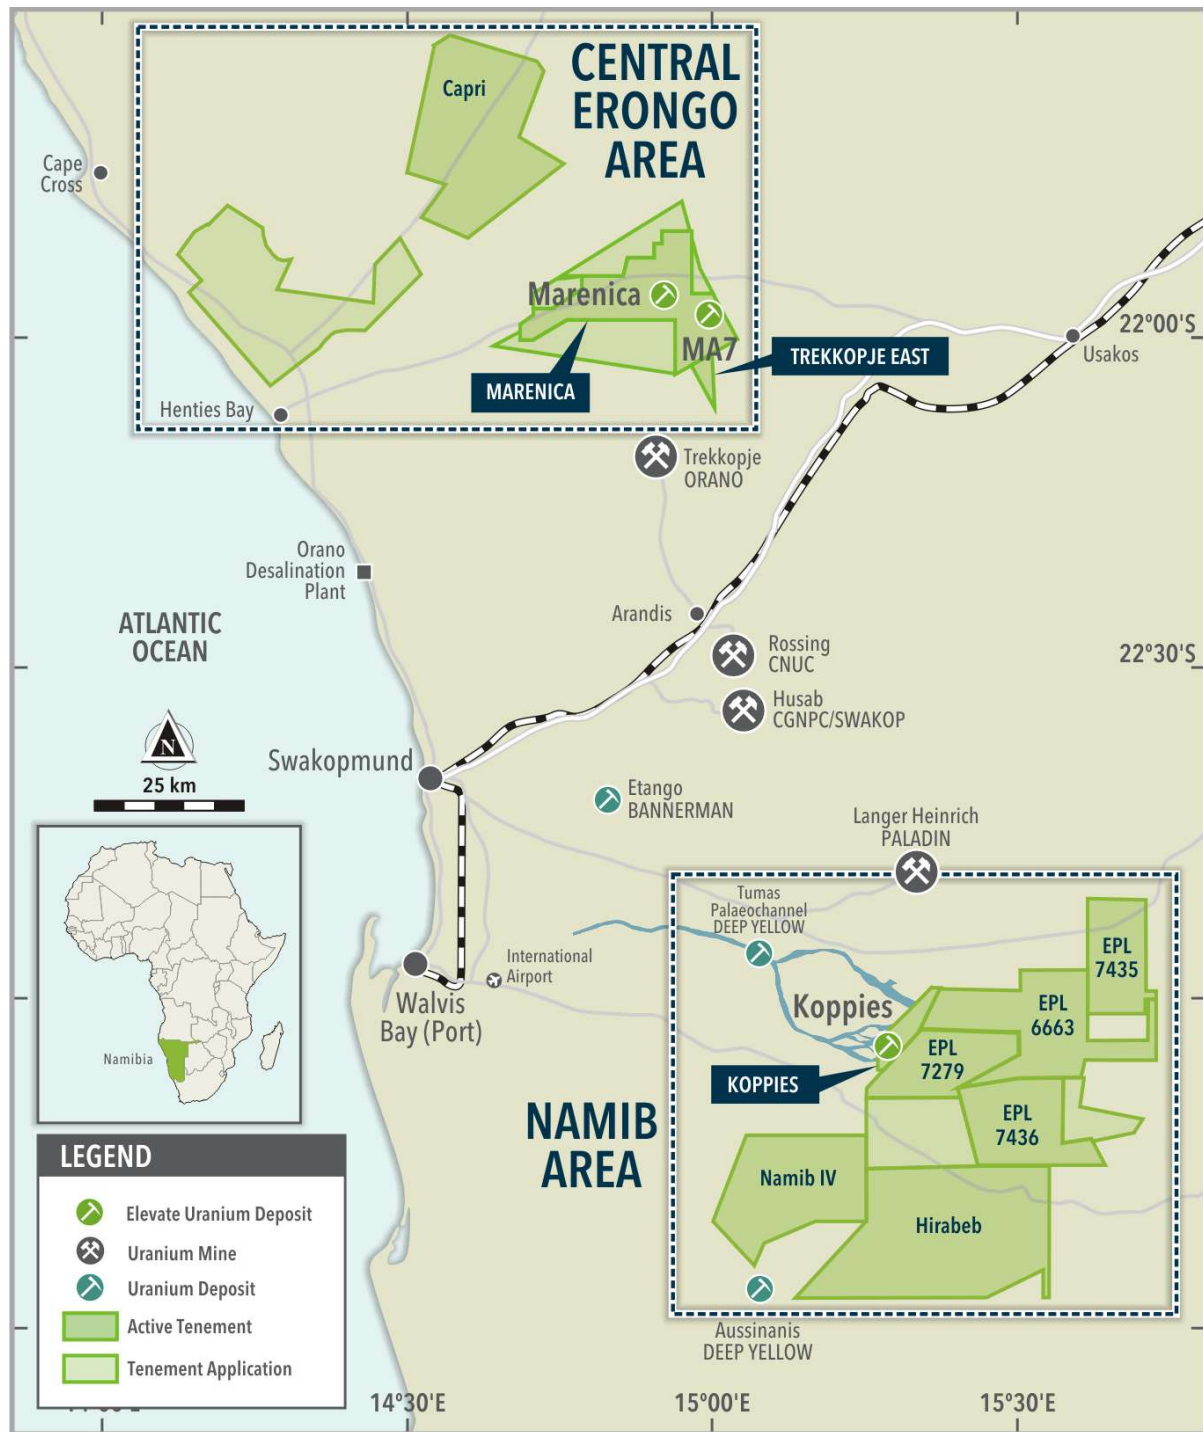 CENTRAL
ERONGO
AREA
Capri
Cape
Cross
Marenica
MA7
MARENICA
TREKKOPJE EAST
Henties Bay
22°00'S
Usakos
Trekkopje
ORANO
Orano
Desalination
Plant
Arandis
ATLANTIC
OCEAN
Rossing
CNUC
22°30'S
Husab
CGNPC/SWAKOP
N
25 km
Swakopmund
Etango
BANNERMAN
Langer Heinrich
PALADIN
Tumas
Palaeochannel
DEEP YELLOW
International
Airport
Walvis
Bay (Port)
Koppies
EPL
7435
EPL
6663
EPL
7279
KOPPIES
EPL
7436
Namibia
NAMIB
AREA
Namib IV
Hirabeb
Aussinanis
DEEP YELLOW
LEGEND
Elevate Uranium Deposit
Uranium Mine
Uranium Deposit
Active Tenement
Tenement Application
14°30'E
15°00'E
15°30'E